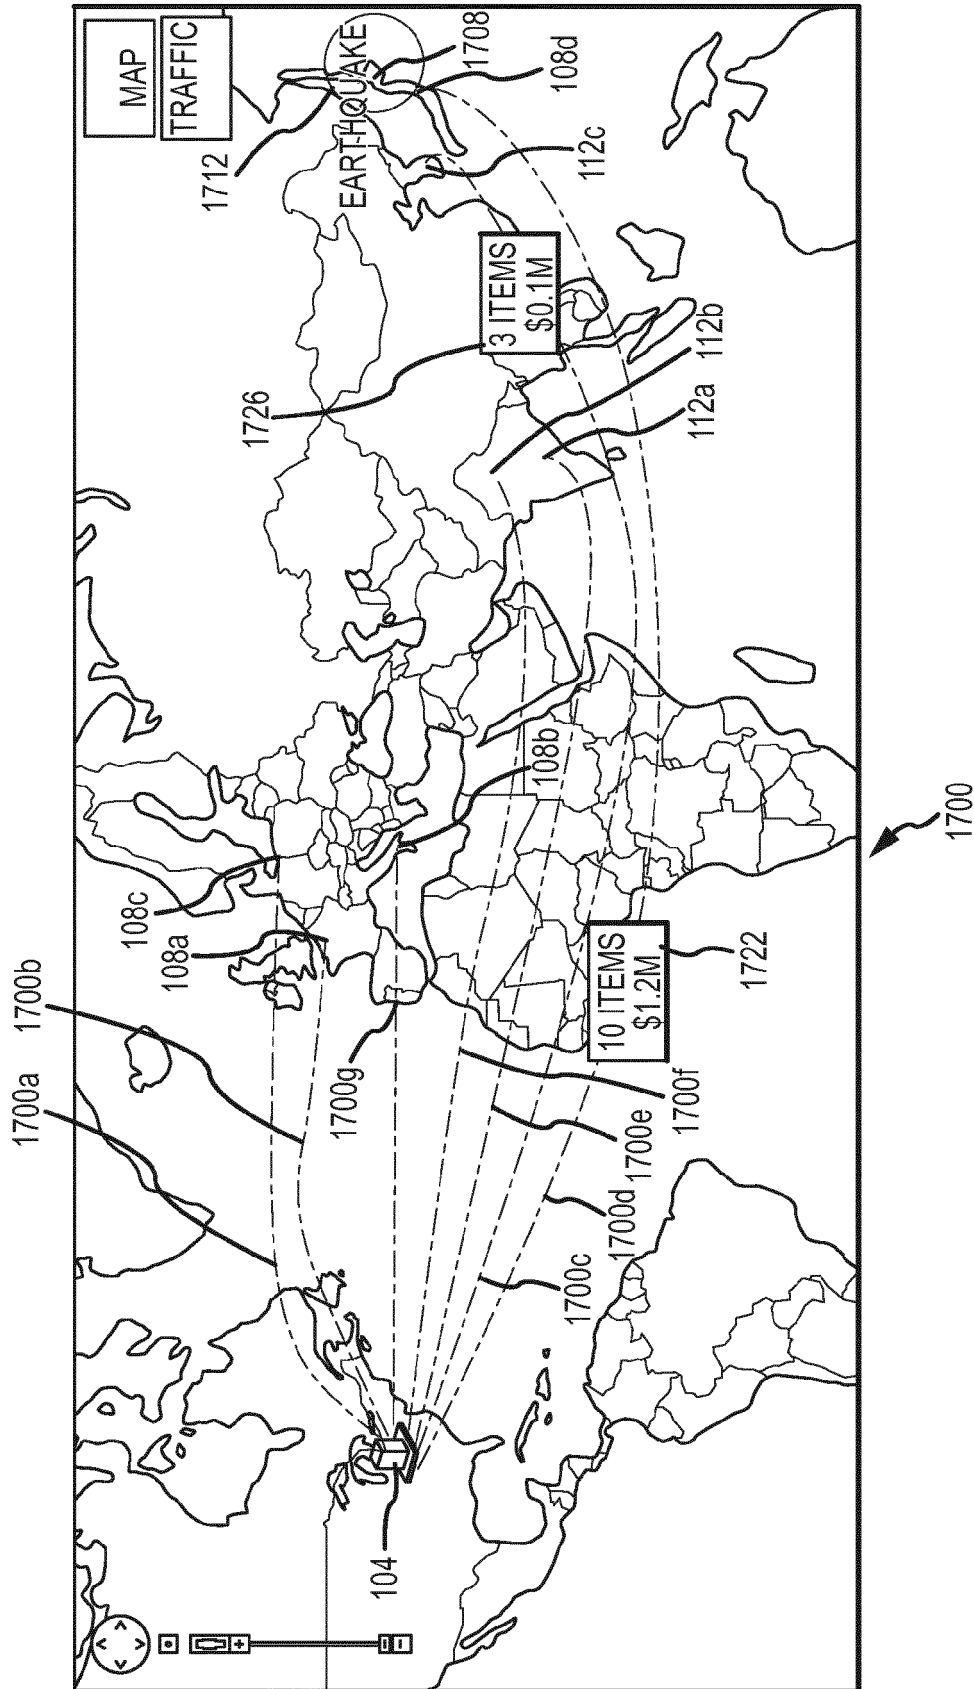 MAP
TRAFFIC
1712
EARTHQUAKE
1708
108d
112c
3 ITEMS
$0.1M
1726
112b
112a
108b
108c
108a
1700b
1700a
1700g
10 ITEMS
$1.2M
1722
1700f
1700e
1700d
1700c
104
1700